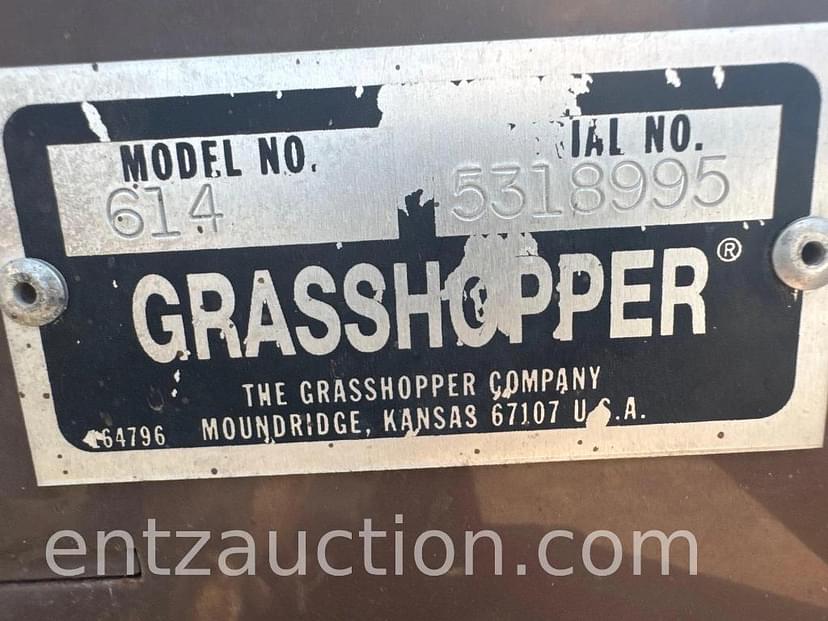 MODEL NO. IAL NO.
614 5318995
GRASSHOPPER®
THE GRASSHOPPER COMPANY
MOUNDRIDGE, KANSAS 67107 U.S.A.
64796
entzauction.com